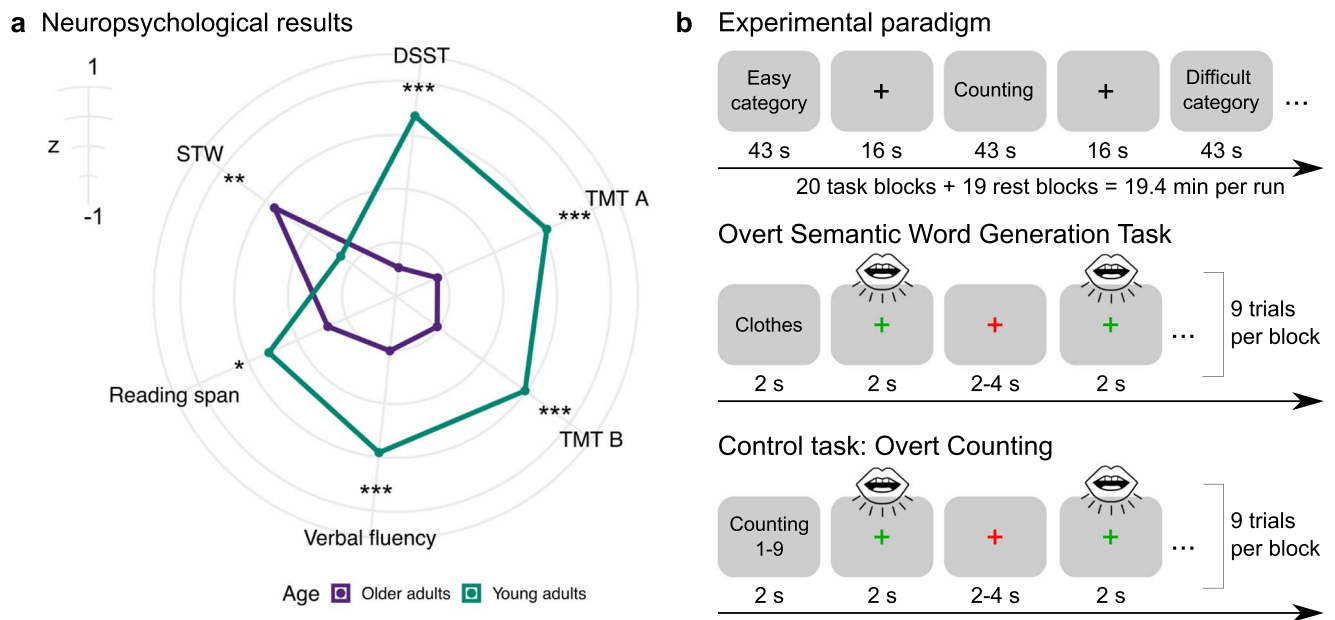 a Neuropsychological results
1
z
-1
DSST
***
STW
**
TMT A
***
Reading span
*
TMT B
***
Verbal fluency
***
Age Older adults Young adults
b Experimental paradigm
Easy
category
+
Counting
+
Difficult
category
...
43 s 16 s 43 s 16 s 43 s
20 task blocks + 19 rest blocks = 19.4 min per run
Overt Semantic Word Generation Task
Clothes + + + ...
9 trials
per block
2 s 2 s 2-4 s 2 s
Control task: Overt Counting
Counting
1-9
+ + + ...
9 trials
per block
2 s 2 s 2-4 s 2 s